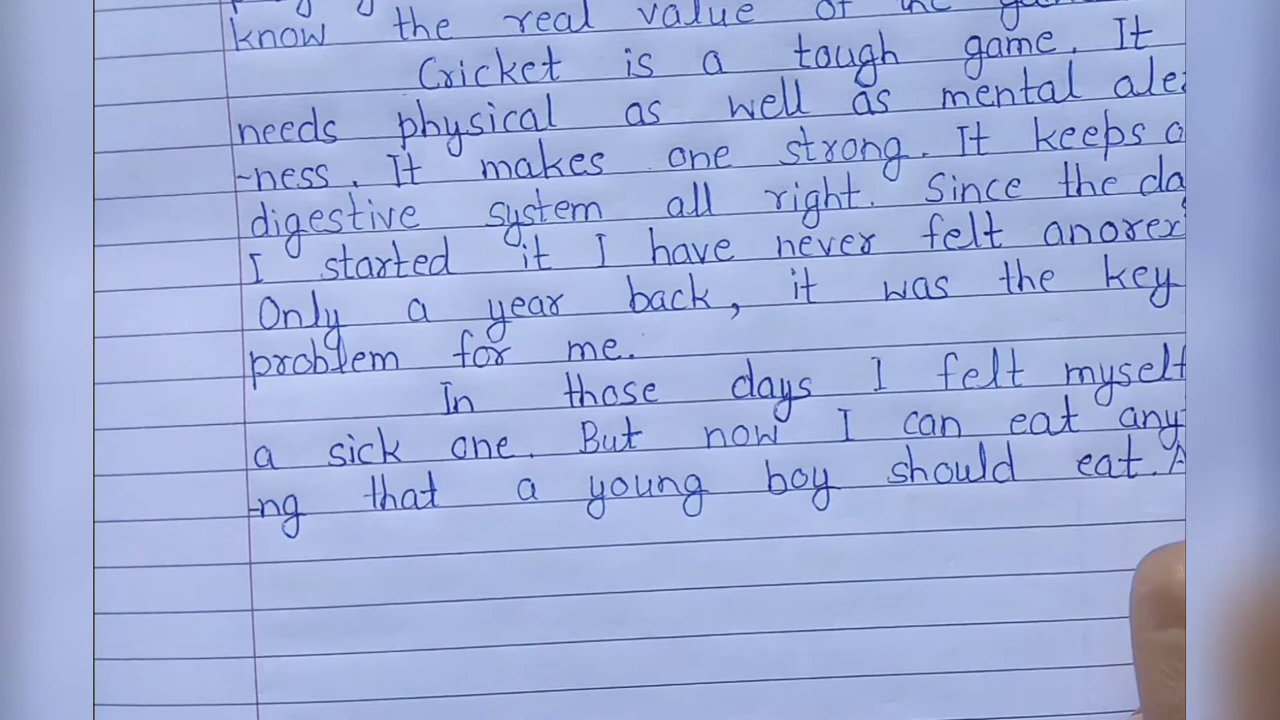 know the real value of the
Cricket is a tough game. It
needs physical as well as mental
-ness. It makes one strong. It keeps
digestive system all right. Since the
I started it I have never felt
Only a year back, it was the key
problem for me.
In those days I felt myself
a sick one. But now I can eat any
-ng that a young boy should eat.